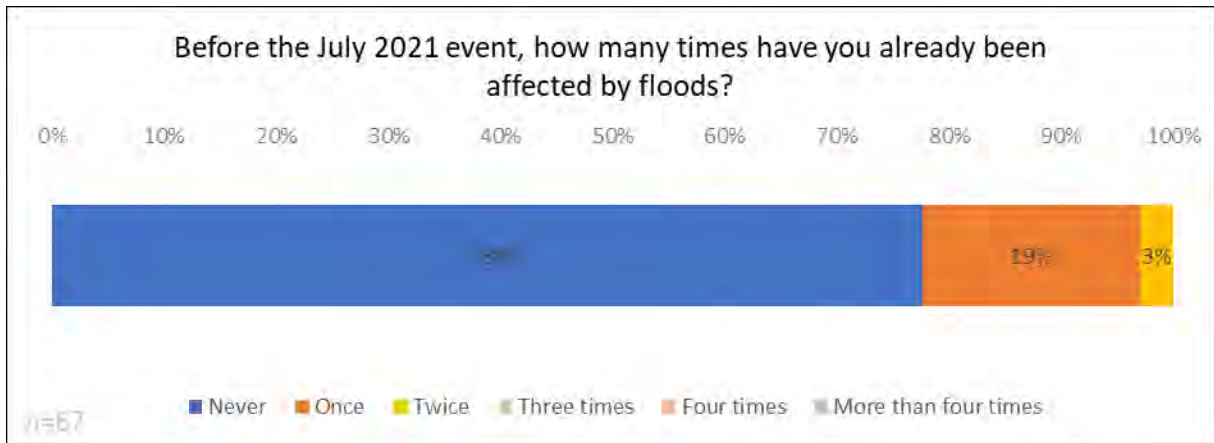 Before the July 2021 event, how many times have you already been
affected by floods?
0% 10% 20% 30% 40% 50% 60% 70% 80% 90% 100%
19% 3%
Never Once Twice Three times Four times More than four times
n=67